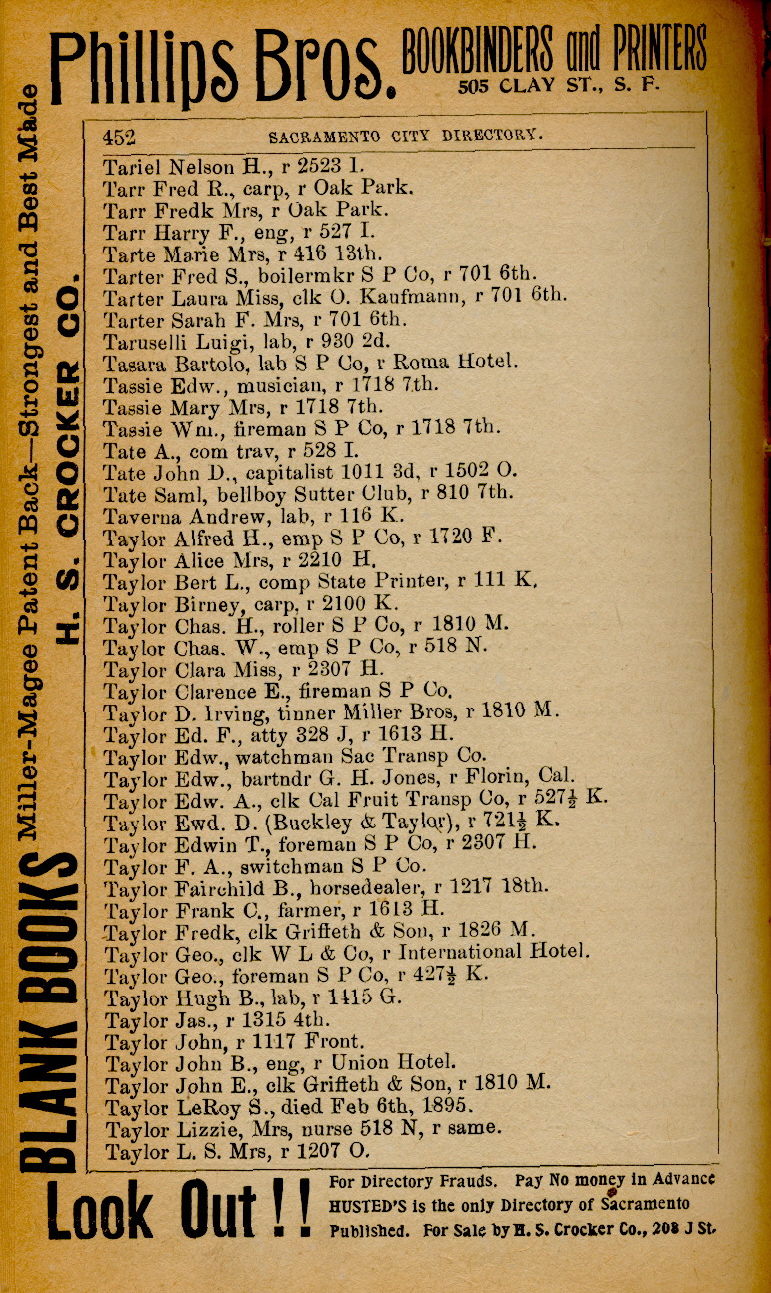 Phillips Bros. BOOKBINDERS and PRINTERS
505 CLAY ST., S. F.
452 SACRAMENTO CITY DIRECTORY.
Tariel Nelson H., r 2523 I.
Tarr Fred R., carp, r Oak Park.
Tarr Fredk Mrs, r Oak Park.
Tarr Harry F., eng, r 527 I.
Tarte Marie Mrs, r 416 13th.
Tarter Fred S., boilermkr S P Co, r 701 6th.
Tarter Laura Miss, clk O. Kaufmann, r 701 6th.
Tarter Sarah F. Mrs, r 701 6th.
Taruselli Luigi, lab, r 930 2d.
Tasara Bartolo, lab S P Co, r Roma Hotel.
Tassie Edw., musician, r 1718 7th.
Tassie Mary Mrs, r 1718 7th.
Tassie Wm., fireman S P Co, r 1718 7th.
Tate A., com trav, r 528 I.
Tate John D., capitalist 1011 3d, r 1502 O.
Tate Saml, bellboy Sutter Club, r 810 7th.
Taverna Andrew, lab, r 116 K.
Taylor Alfred H., emp S P Co, r 1720 F.
Taylor Alice Mrs, r 2210 H.
Taylor Bert L., comp State Printer, r 111 K.
Taylor Birney, carp, r 2100 K.
Taylor Chas. H., roller S P Co, r 1810 M.
Taylor Chas. W., emp S P Co, r 518 N.
Taylor Clara Miss, r 2307 H.
Taylor Clarence E., fireman S P Co.
Taylor D. Irving, tinner Miller Bros, r 1810 M.
Taylor Ed. F., atty 328 J, r 1613 H.
Taylor Edw., watchman Sac Transp Co.
Taylor Edw., bartndr G. H. Jones, r Florin, Cal.
Taylor Edw. A., clk Cal Fruit Transp Co, r 527½ K.
Taylor Ewd. D. (Buckley & Taylor), r 721½ K.
Taylor Edwin T., foreman S P Co, r 2307 H.
Taylor F. A., switchman S P Co.
Taylor Fairchild B., horsedealer, r 1217 18th.
Taylor Frank C., farmer, r 1613 H.
Taylor Fredk, clk Griffeth & Son, r 1826 M.
Taylor Geo., clk W L & Co, r International Hotel.
Taylor Geo., foreman S P Co, r 427½ K.
Taylor Hugh B., lab, r 1415 G.
Taylor Jas., r 1315 4th.
Taylor John, r 1117 Front.
Taylor John B., eng, r Union Hotel.
Taylor John E., clk Griffeth & Son, r 1810 M.
Taylor LeRoy S., died Feb 6th, 1895.
Taylor Lizzie, Mrs, nurse 518 N, r same.
Taylor L. S. Mrs, r 1207 O.
BLANK BOOKS Miller-Magee Patent Back—Strongest and Best Made
H. S. CROCKER CO.
Look Out!! For Directory Frauds. Pay No money in Advance
HUSTED'S is the only Directory of Sacramento
Published. For Sale by H. S. Crocker Co., 208 J St.